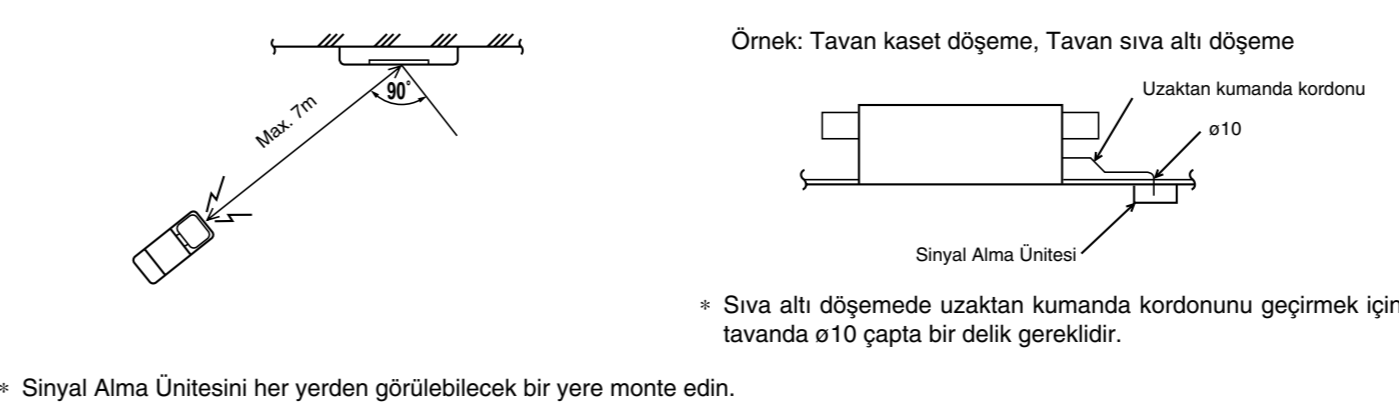 90°
Max. 7m
Örnek: Tavan kaset döşeme, Tavan sıva altı döşeme
Uzaktan kumanda kordonu
ø10
Sinyal Alma Ünitesi
* Sıva altı döşemede uzaktan kumanda kordonunu geçirmek için
tavanda ø10 çapta bir delik gereklidir.
* Sinyal Alma Ünitesini her yerden görülebilecek bir yere monte edin.